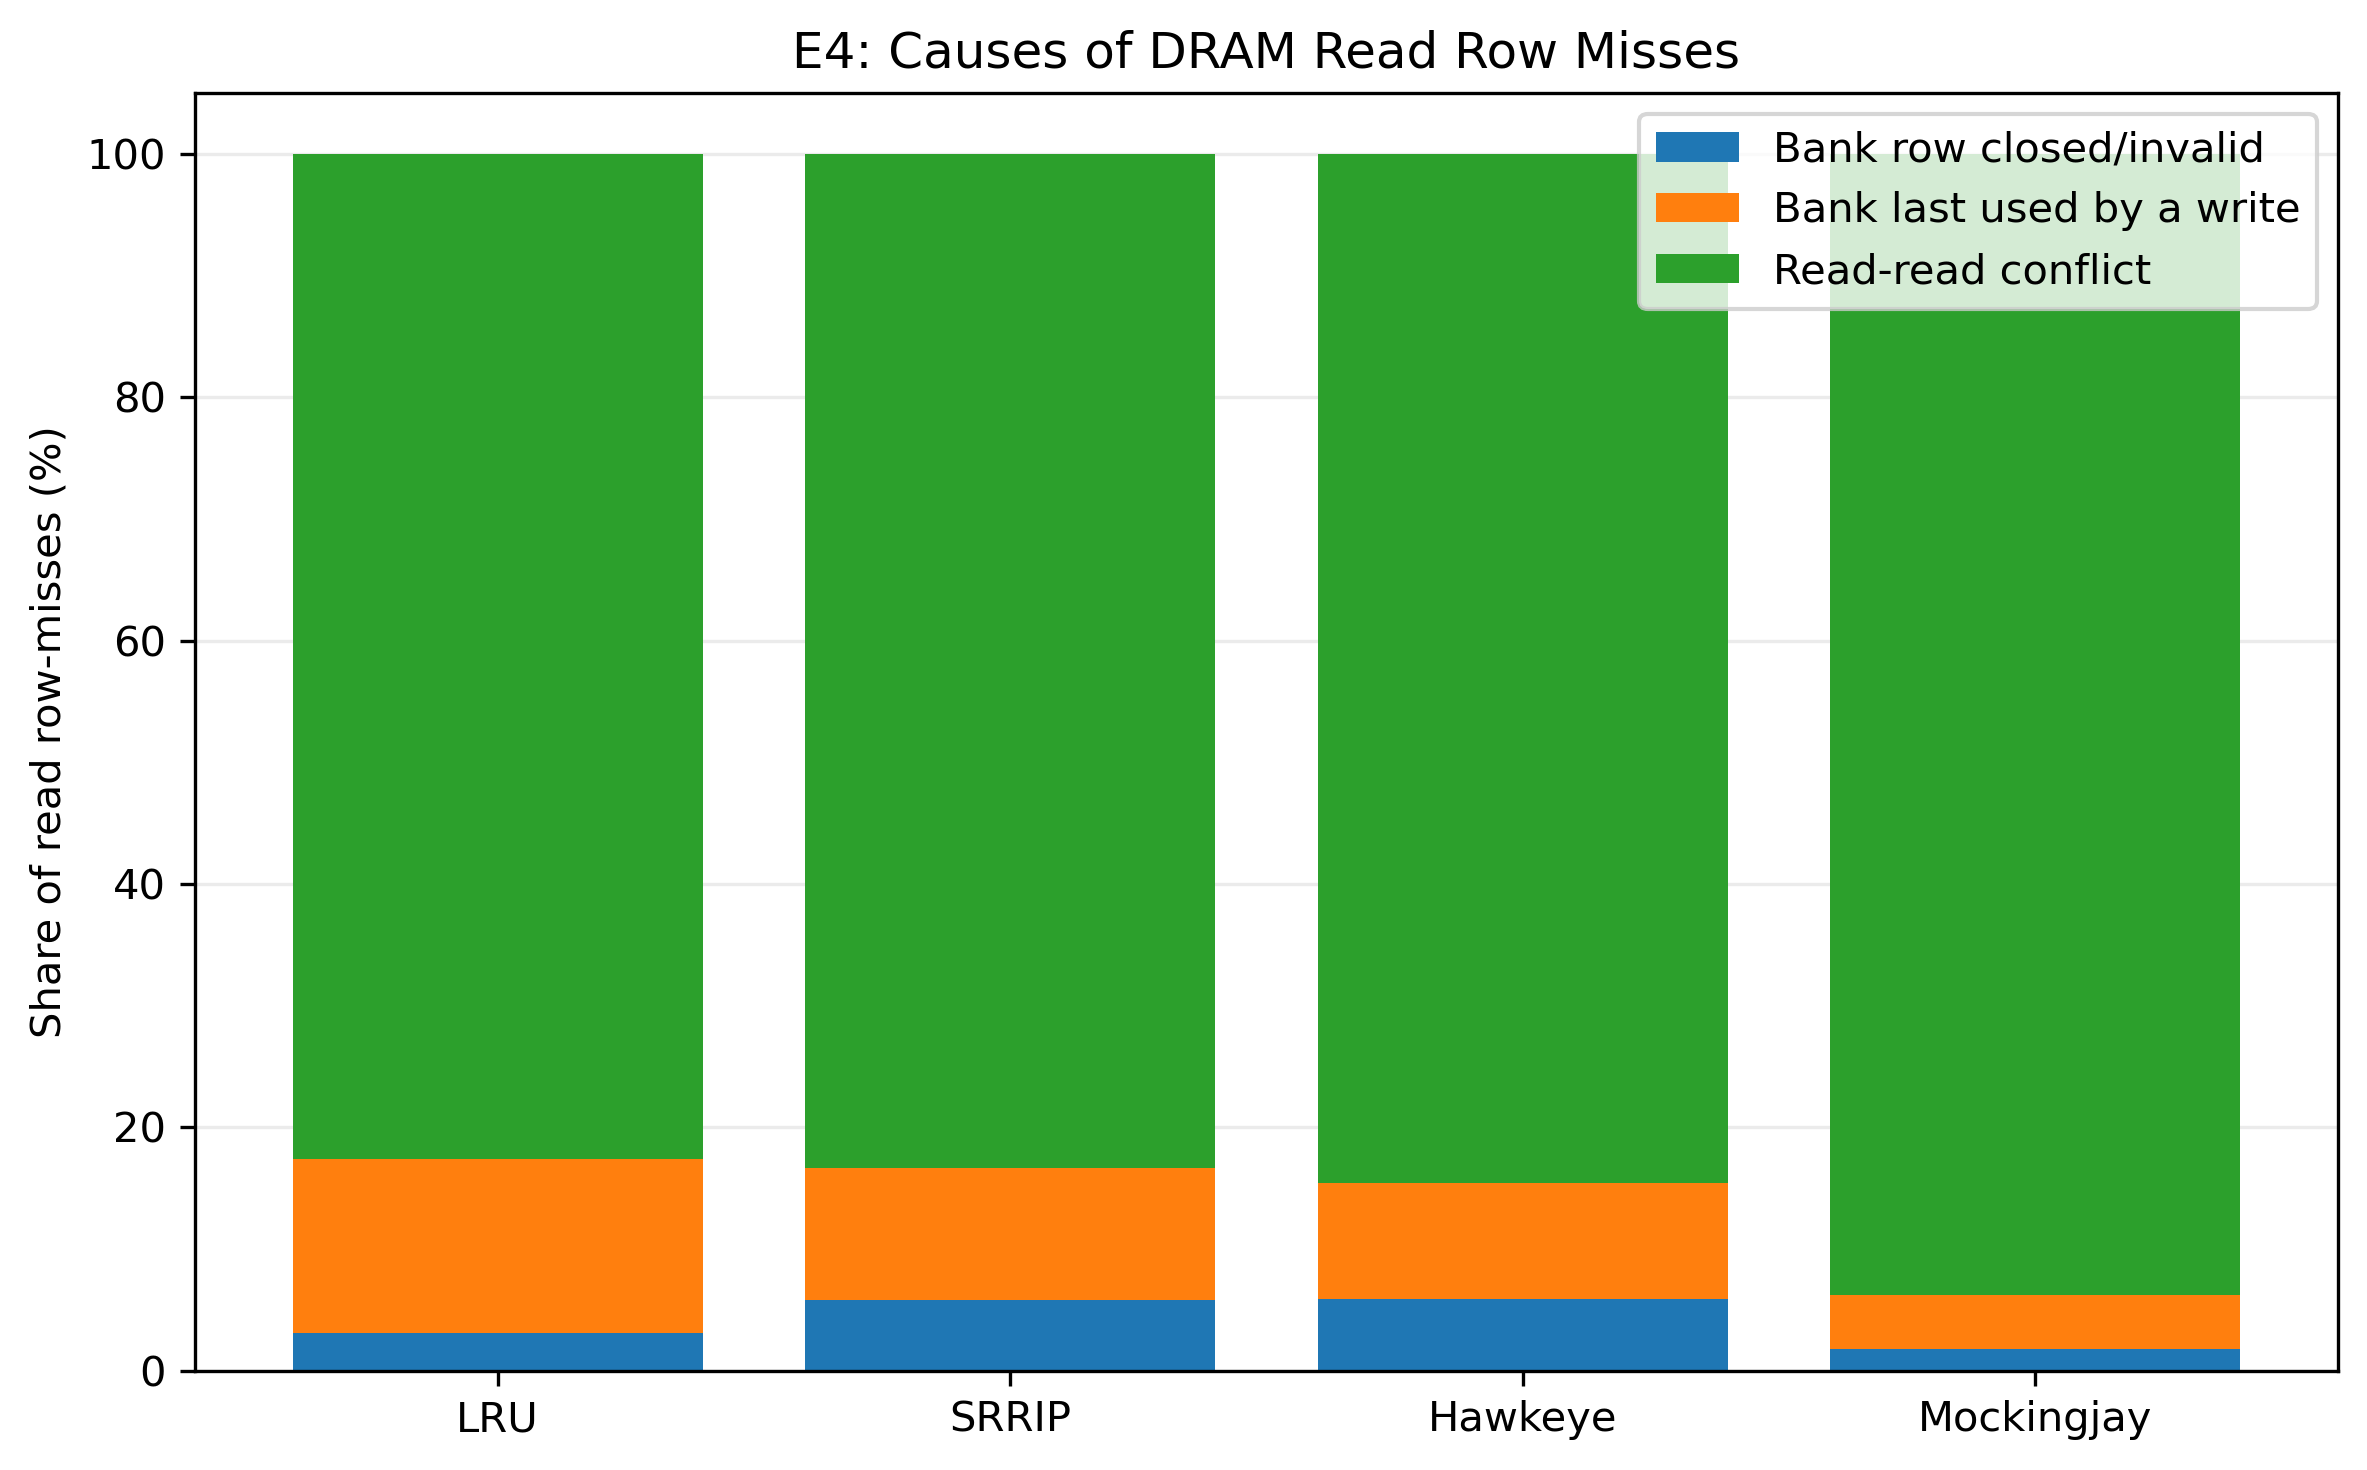 E4: Causes of DRAM Read Row Misses
Bank row closed/invalid
Bank last used by a write
Read-read conflict
Share of read row-misses (%)
100
80
60
40
20
0
LRU SRRIP Hawkeye Mockingjay